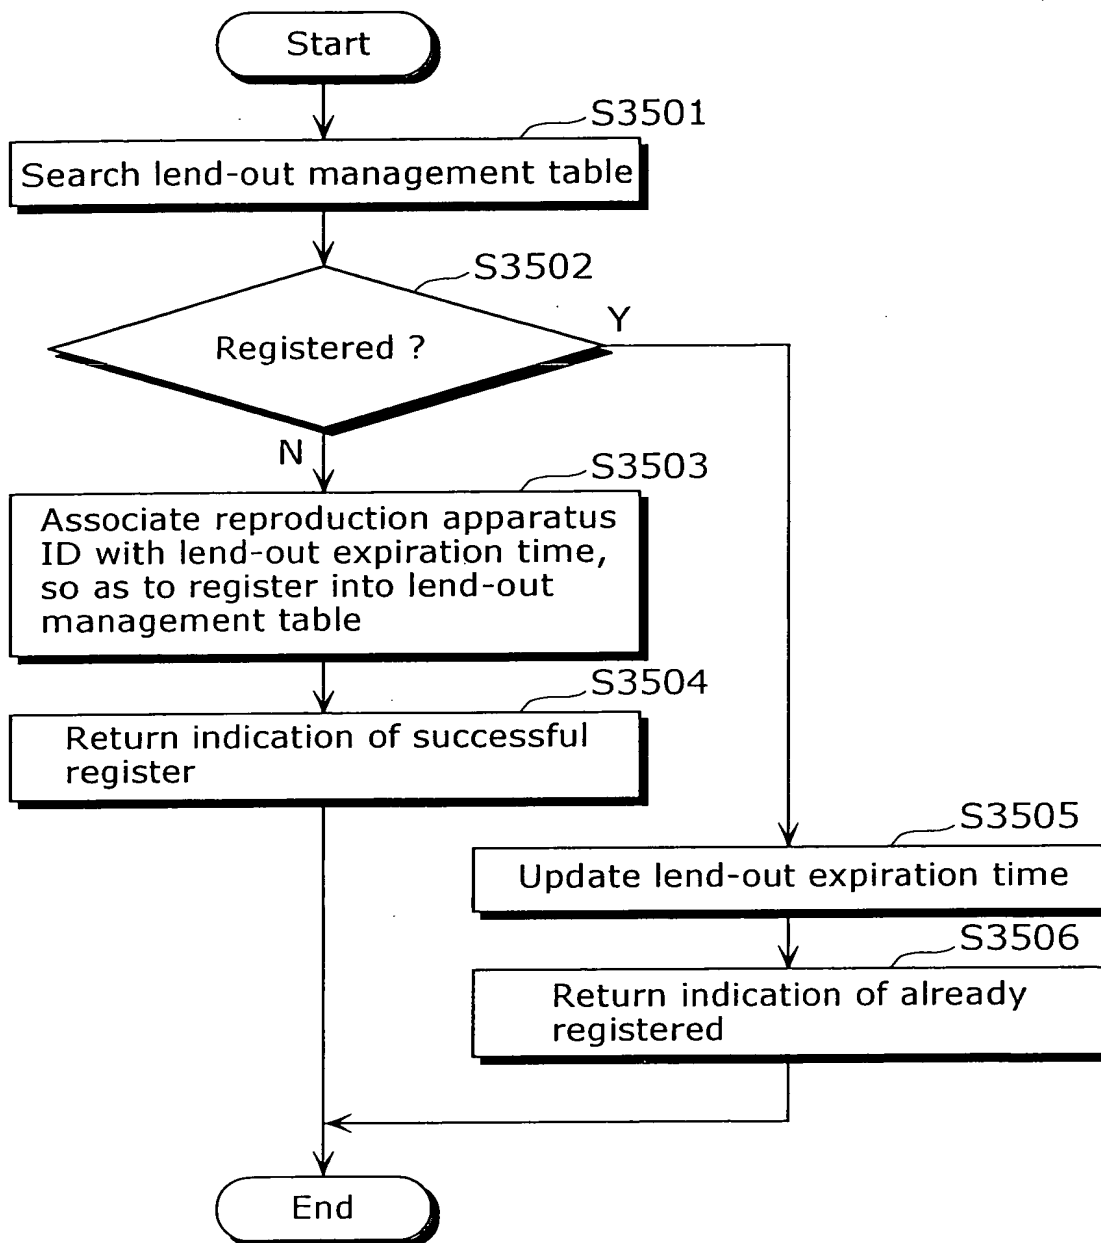 Start
S3501
Search lend-out management table
S3502
Registered ?
Y
N
S3503
Associate reproduction apparatus
ID with lend-out expiration time,
so as to register into lend-out
management table
S3504
Return indication of successful
register
S3505
Update lend-out expiration time
S3506
Return indication of already
registered
End